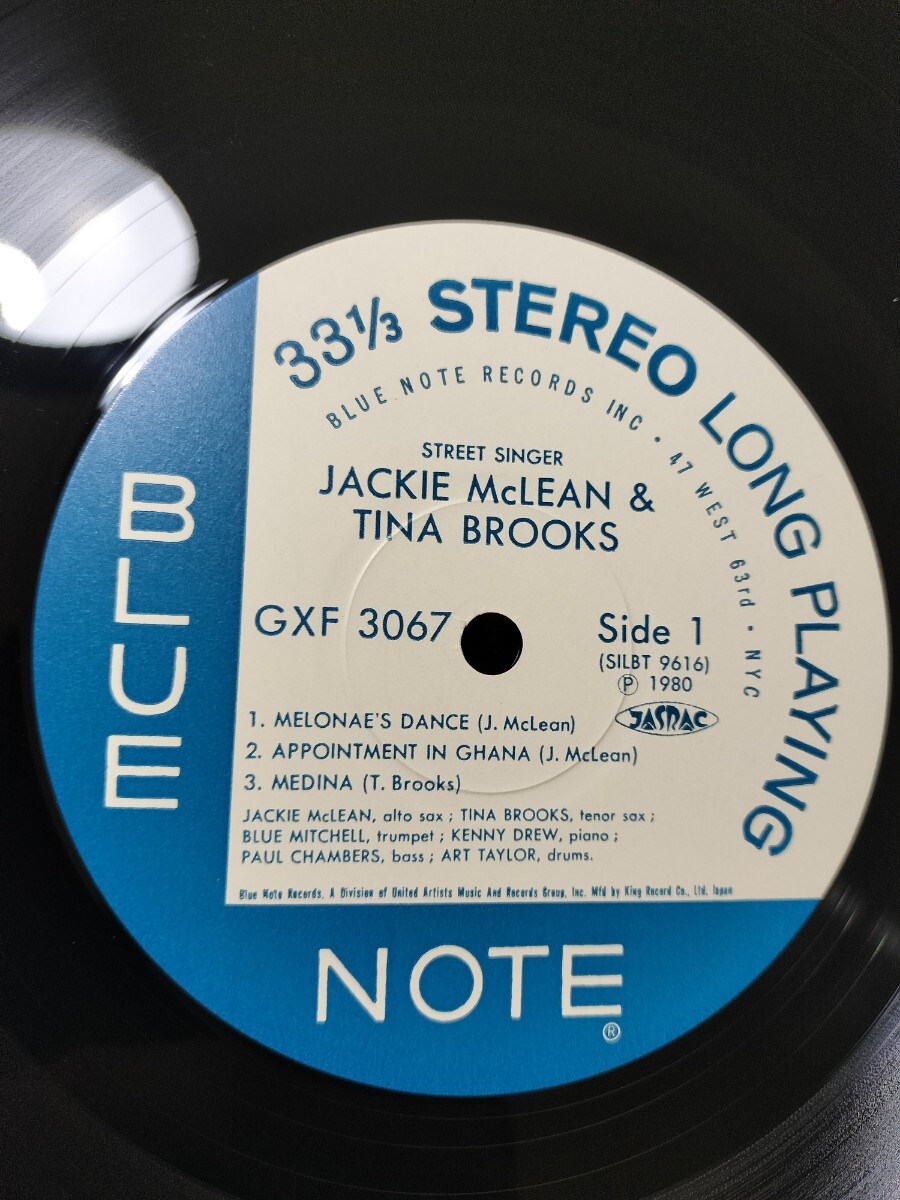 33⅓ STEREO LONG PLAYING
BLUE NOTE RECORDS INC • 47 WEST 63rd • NYC
STREET SINGER
JACKIE McLEAN &
TINA BROOKS
GXF 3067
Side 1
(SILBT 9616)
Ⓟ 1980
JASRAC
1. MELONAE'S DANCE (J. McLean)
2. APPOINTMENT IN GHANA (J. McLean)
3. MEDINA (T. Brooks)
JACKIE McLEAN, alto sax ; TINA BROOKS, tenor sax ;
BLUE MITCHELL, trumpet ; KENNY DREW, piano ;
PAUL CHAMBERS, bass ; ART TAYLOR, drums.
Blue Note Records, A Division of United Artists Music And Records Group, Inc. Mfd by King Record Co., Ltd. Japan
BLUE
NOTE
®